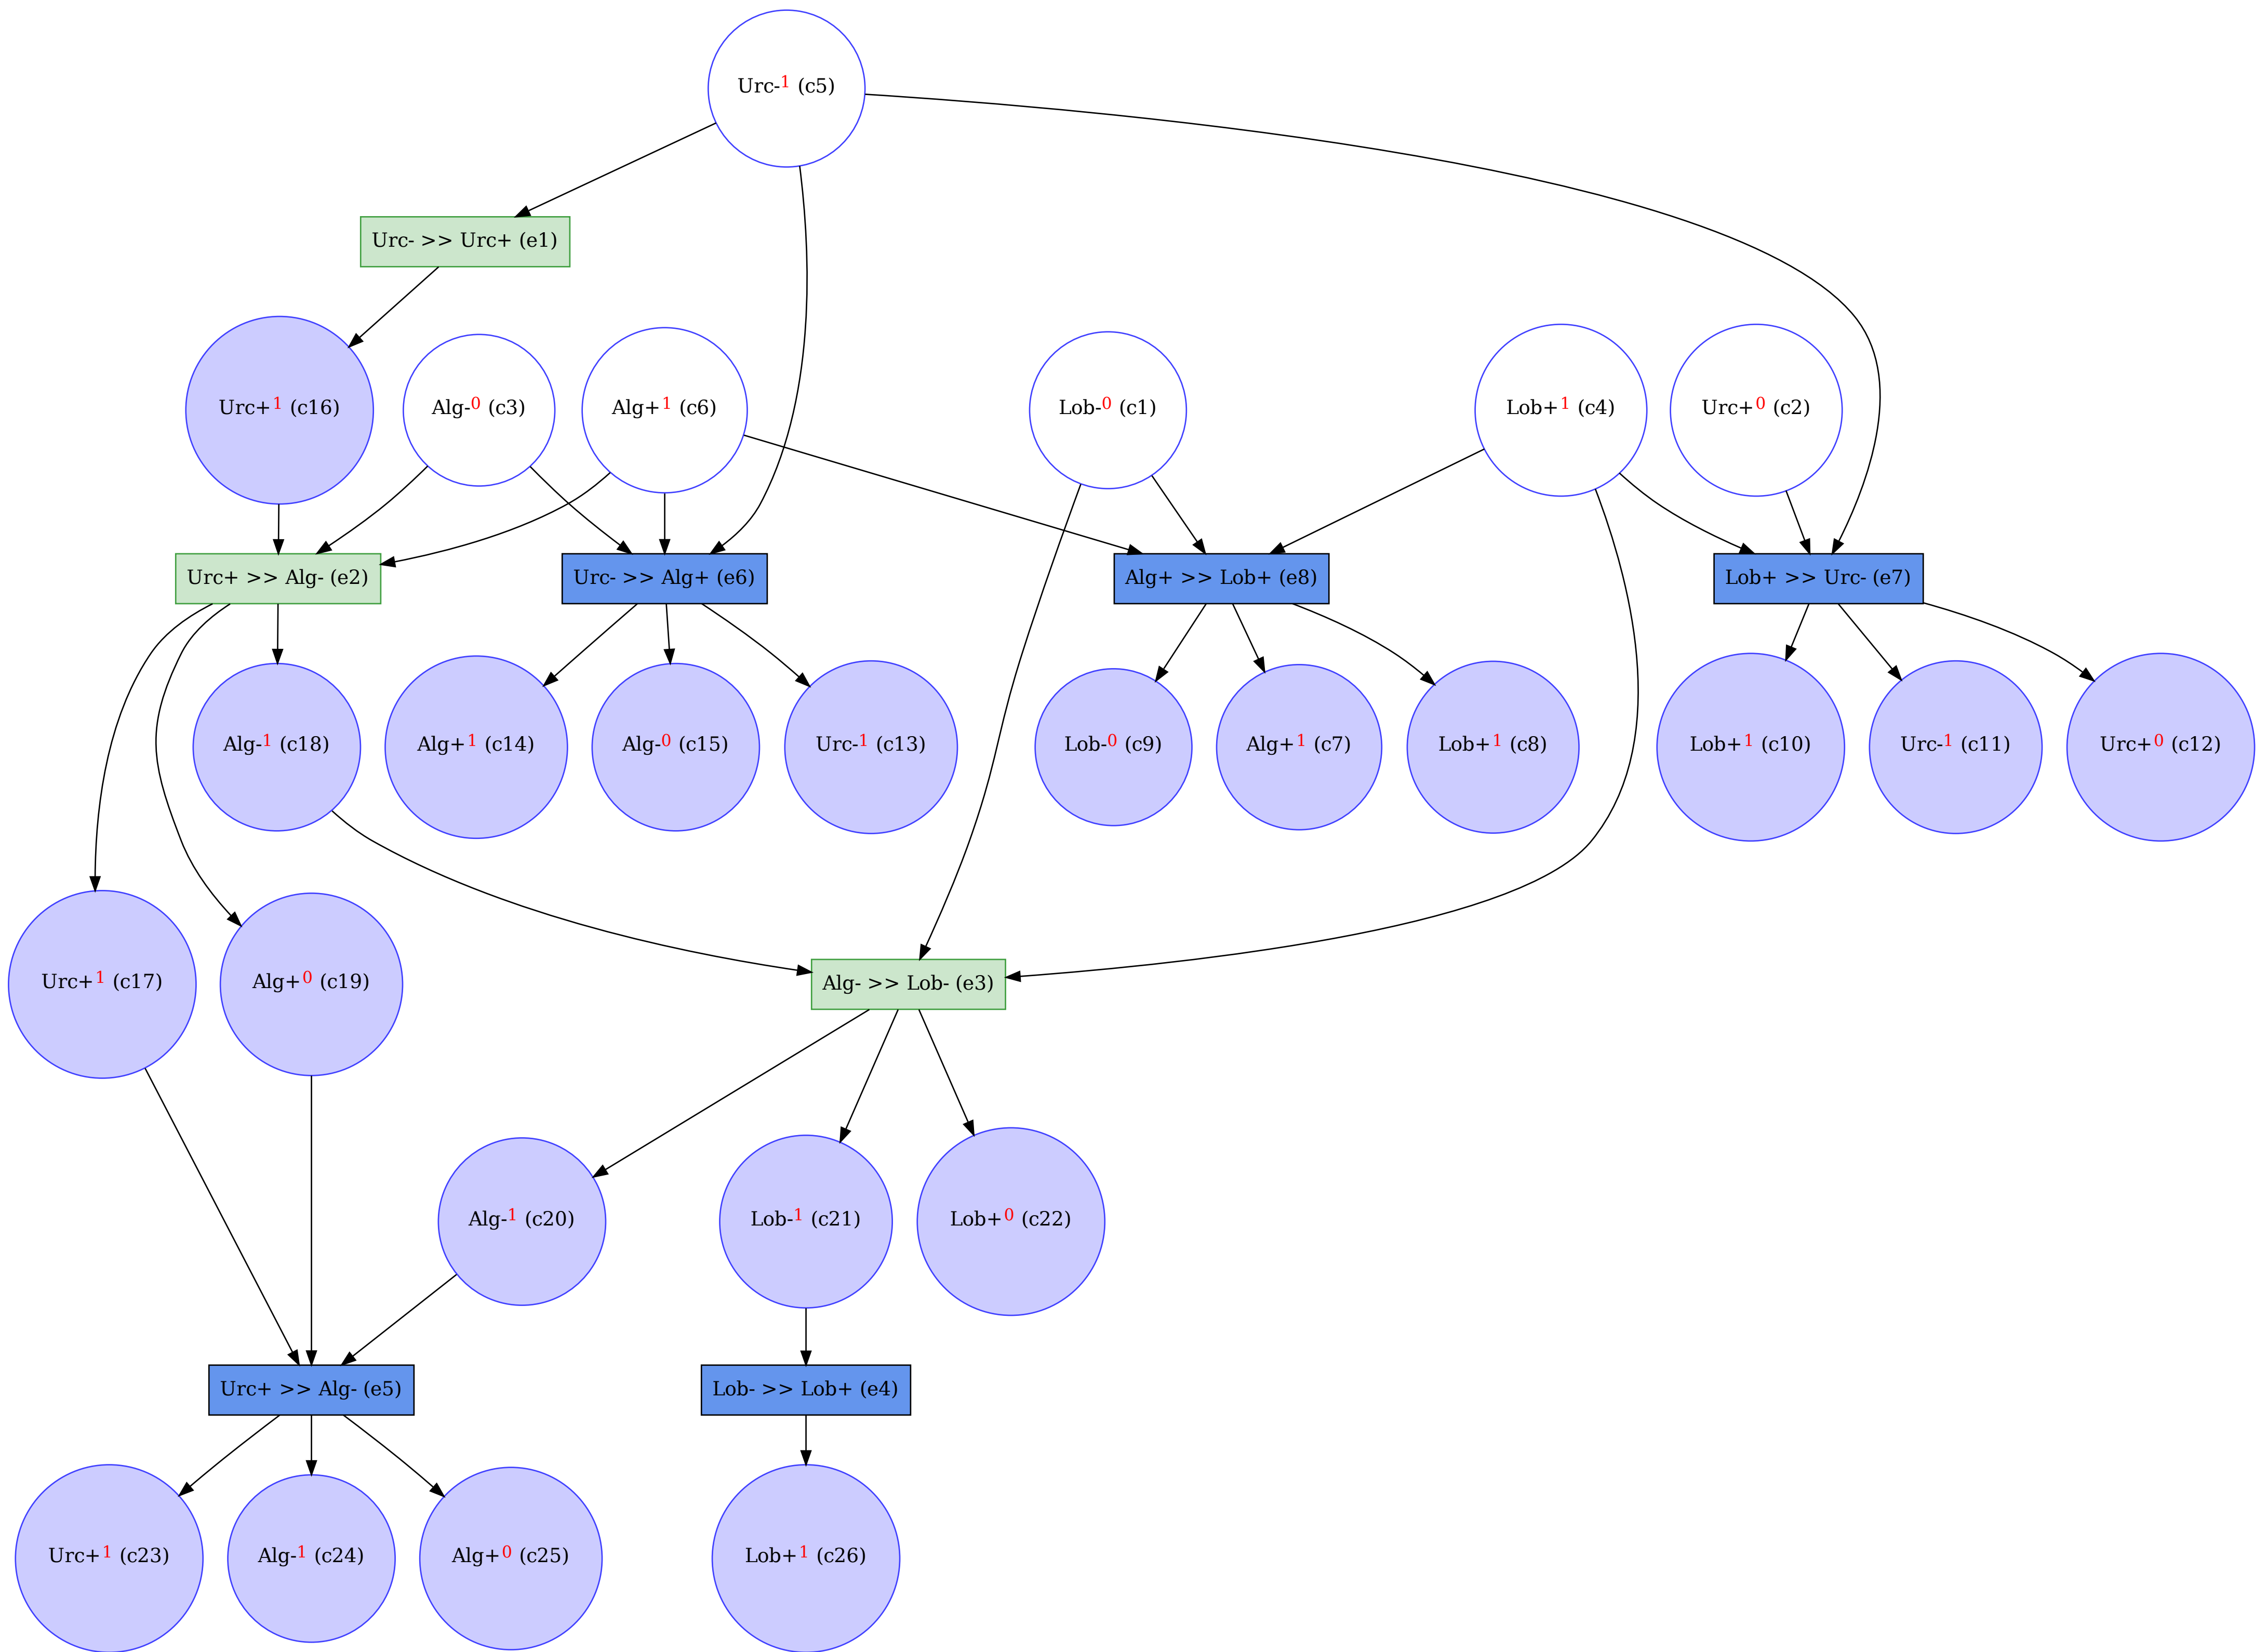 Urc-1 (c5)
Urc- >> Urc+ (e1)
Urc+1 (c16)
Alg-0 (c3)
Alg+1 (c6)
Lob-0 (c1)
Lob+1 (c4)
Urc+0 (c2)
Urc+ >> Alg- (e2)
Urc- >> Alg+ (e6)
Alg+ >> Lob+ (e8)
Lob+ >> Urc- (e7)
Alg-1 (c18)
Alg+1 (c14)
Alg-0 (c15)
Urc-1 (c13)
Lob-0 (c9)
Alg+1 (c7)
Lob+1 (c8)
Lob+1 (c10)
Urc-1 (c11)
Urc+0 (c12)
Urc+1 (c17)
Alg+0 (c19)
Alg- >> Lob- (e3)
Alg-1 (c20)
Lob-1 (c21)
Lob+0 (c22)
Urc+ >> Alg- (e5)
Lob- >> Lob+ (e4)
Urc+1 (c23)
Alg-1 (c24)
Alg+0 (c25)
Lob+1 (c26)